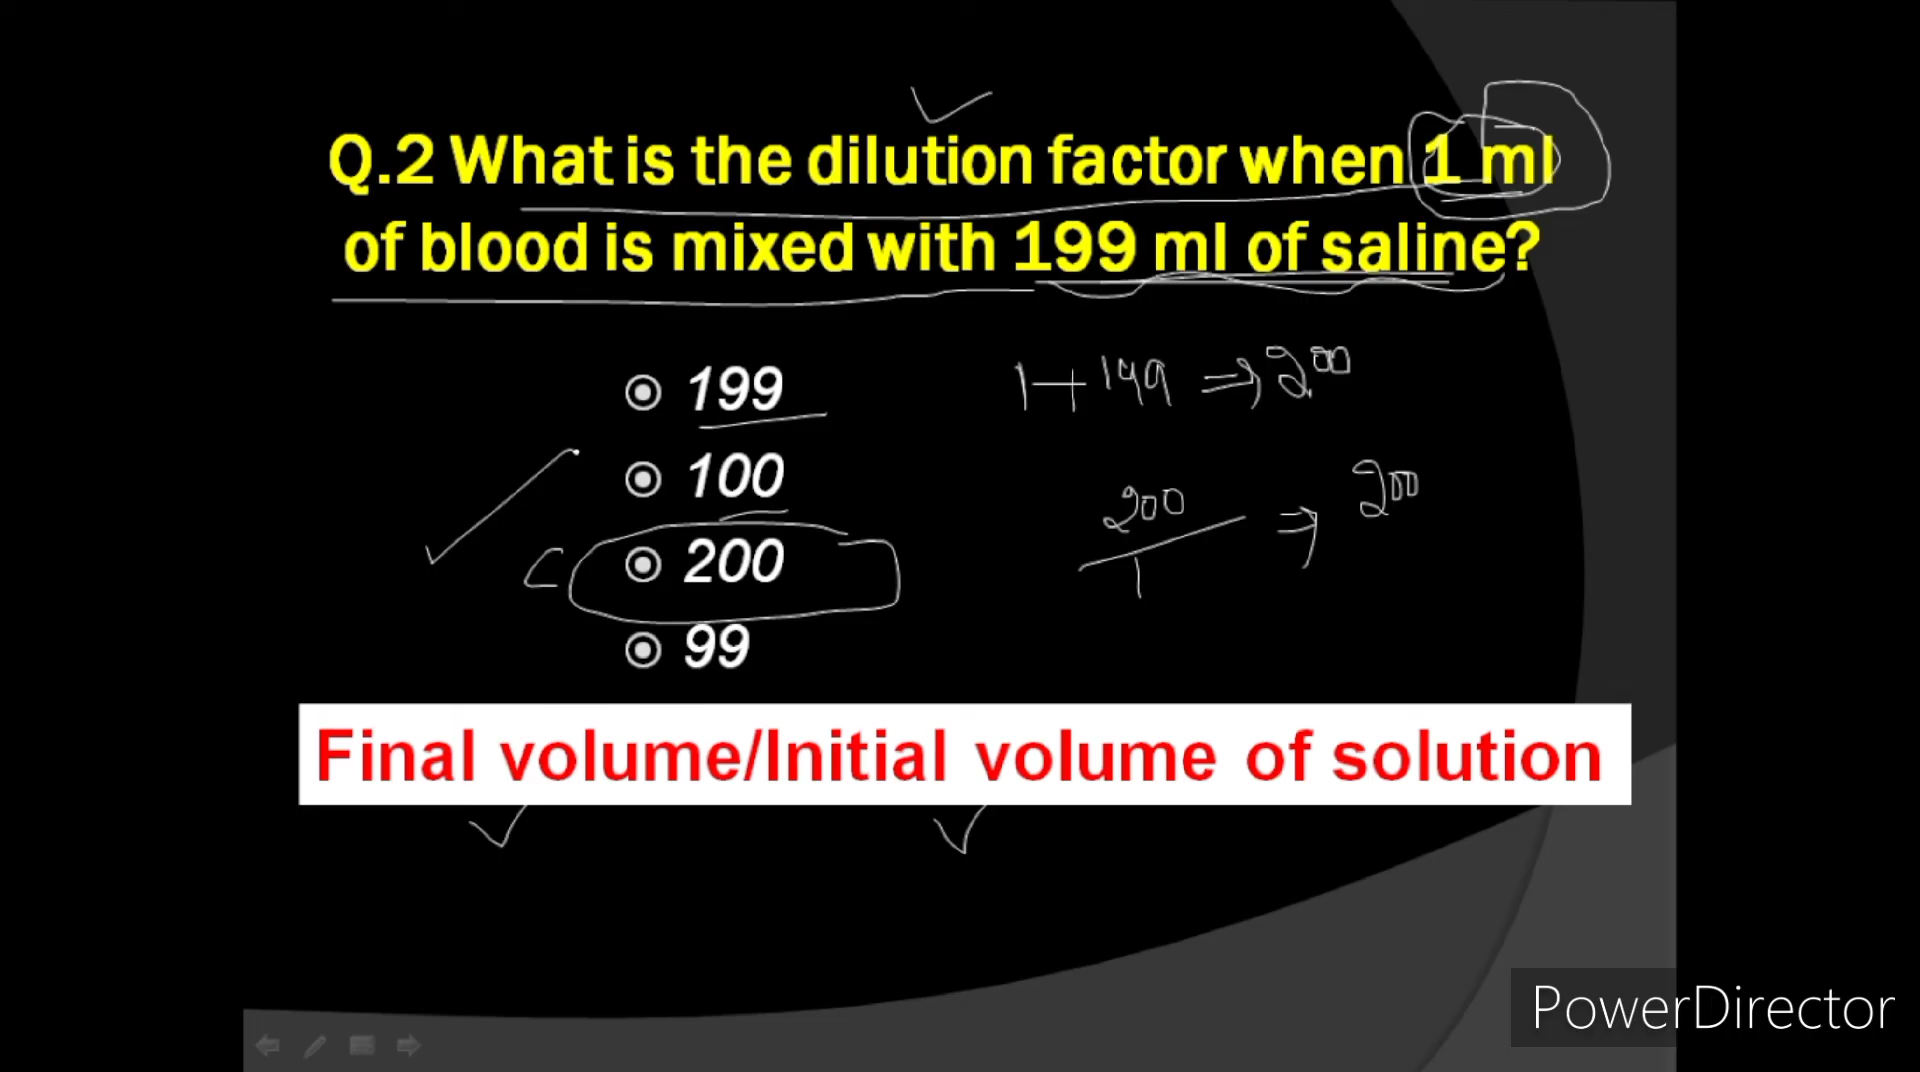 Q.2 What is the dilution factor when 1 ml
of blood is mixed with 199 ml of saline?
199
1 + 199 ⇒ 200
100
200
200/1 ⇒ 200
C
99
Final volume/Initial volume of solution
PowerDirector